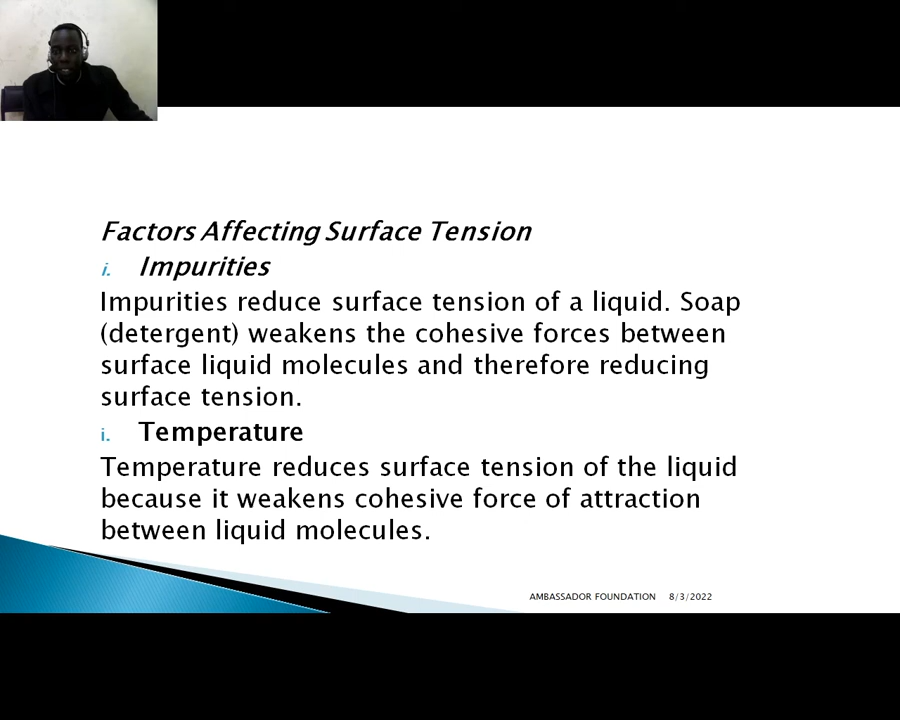 Factors Affecting Surface Tension
i. Impurities
Impurities reduce surface tension of a liquid. Soap
(detergent) weakens the cohesive forces between
surface liquid molecules and therefore reducing
surface tension.
i. Temperature
Temperature reduces surface tension of the liquid
because it weakens cohesive force of attraction
between liquid molecules.
AMBASSADOR FOUNDATION 8/3/2022